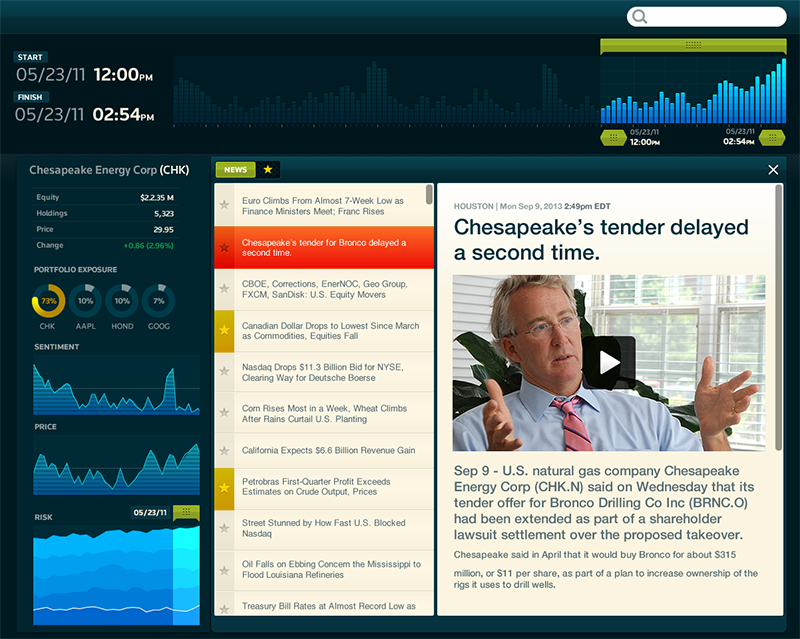 START
05/23/11 12:00PM
FINISH
05/23/11 02:54PM
05/23/11
12:00PM
05/23/11
02:54PM
Chesapeake Energy Corp (CHK)
Equity $2.2.35 M
Holdings 5,323
Price 29.95
Change +0.86 (2.96%)
PORTFOLIO EXPOSURE
73% 10% 10% 7%
CHK AAPL HOND GOOG
SENTIMENT
PRICE
RISK 05/23/11
NEWS
Euro Climbs From Almost 7-Week Low as
Finance Ministers Meet; Franc Rises
Chesapeake's tender for Bronco delayed a
second time.
CBOE, Corrections, EnerNOC, Geo Group,
FXCM, SanDisk: U.S. Equity Movers
Canadian Dollar Drops to Lowest Since March
as Commodities, Equities Fall
Nasdaq Drops $11.3 Billion Bid for NYSE,
Clearing Way for Deutsche Boerse
Corn Rises Most in a Week, Wheat Climbs
After Rains Curtail U.S. Planting
California Expects $6.6 Billion Revenue Gain
Petrobras First-Quarter Profit Exceeds
Estimates on Crude Output, Prices
Street Stunned by How Fast U.S. Blocked
Nasdaq
Oil Falls on Ebbing Concern the Mississippi to
Flood Louisiana Refineries
Treasury Bill Rates at Almost Record Low as
HOUSTON | Mon Sep 9, 2013 2:49pm EDT
Chesapeake's tender delayed
a second time.
Sep 9 - U.S. natural gas company Chesapeake
Energy Corp (CHK.N) said on Wednesday that its
tender offer for Bronco Drilling Co Inc (BRNC.O)
had been extended as part of a shareholder
lawsuit settlement over the proposed takeover.
Chesapeake said in April that it would buy Bronco for about $315
million, or $11 per share, as part of a plan to increase ownership of the
rigs it uses to drill wells.